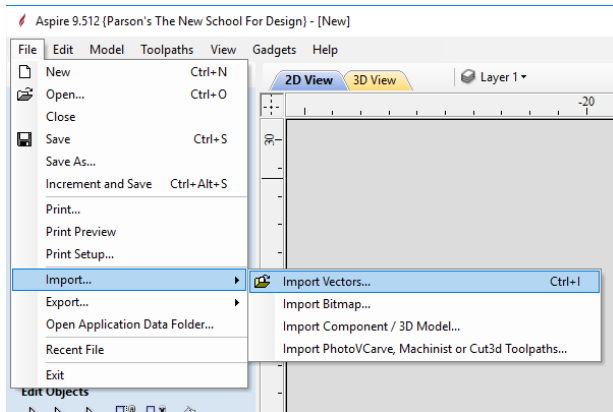 Aspire 9.512 {Parson's The New School For Design} - [New]
File Edit Model Toolpaths View Gadgets Help
New Ctrl+N
Open... Ctrl+O
Close
Save Ctrl+S
Save As...
Increment and Save Ctrl+Alt+S
Print...
Print Preview
Print Setup...
Import...
Export...
Open Application Data Folder...
Recent File
Exit
Edit Objects
2D View 3D View Layer 1
-20
30
Import Vectors... Ctrl+I
Import Bitmap...
Import Component / 3D Model...
Import PhotoVCarve, Machinist or Cut3d Toolpaths...